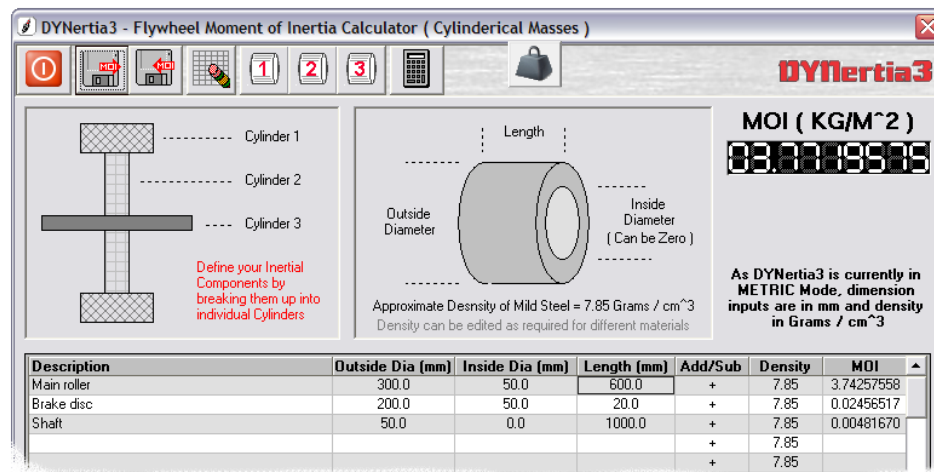 DYNertia3 - Flywheel Moment of Inertia Calculator ( Cylinderical Masses )
MOI
MOI
1
2
3
DYNertia3
Cylinder 1
Cylinder 2
Cylinder 3
Define your Inertial
Components by
breaking them up into
individual Cylinders
Length
Outside
Diameter
Inside
Diameter
( Can be Zero )
Approximate Desnsity of Mild Steel = 7.85 Grams / cm^3
Density can be edited as required for different materials
MOI ( KG/M^2 )
03.7719575
As DYNertia3 is currently in
METRIC Mode, dimension
inputs are in mm and density
in Grams / cm^3
Description Outside Dia (mm) Inside Dia (mm) Length (mm) Add/Sub Density MOI
Main roller 300.0 50.0 600.0 + 7.85 3.74257558
Brake disc 200.0 50.0 20.0 + 7.85 0.02456517
Shaft 50.0 0.0 1000.0 + 7.85 0.00481670
+ 7.85
+ 7.85